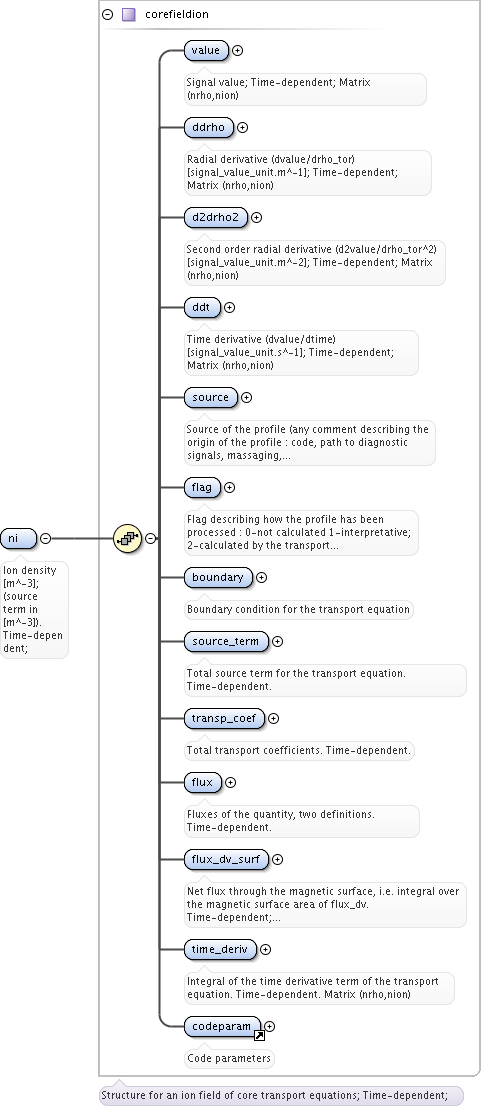 corefieldion
value
Signal value; Time-dependent; Matrix
(nrho,nion)
ddrho
Radial derivative (dvalue/drho_tor)
[signal_value_unit.m^-1]; Time-dependent;
Matrix (nrho,nion)
d2drho2
Second order radial derivative (d2value/drho_tor^2)
[signal_value_unit.m^-2]; Time-dependent; Matrix
(nrho,nion)
ddt
Time derivative (dvalue/dtime)
[signal_value_unit.s^-1]; Time-dependent;
Matrix (nrho,nion)
source
Source of the profile (any comment describing the
origin of the profile : code, path to diagnostic
signals, massaging,...
flag
Flag describing how the profile has been
processed : 0-not calculated 1-interpretative;
2-calculated by the transport...
ni
Ion density
[m^-3];
(source
term in
[m^-3]).
Time-depen
dent;
boundary
Boundary condition for the transport equation
source_term
Total source term for the transport equation.
Time-dependent.
transp_coef
Total transport coefficients. Time-dependent.
flux
Fluxes of the quantity, two definitions.
Time-dependent.
flux_dv_surf
Net flux through the magnetic surface, i.e. integral over
the magnetic surface area of flux_dv.
Time-dependent;...
time_deriv
Integral of the time derivative term of the transport
equation. Time-dependent. Matrix (nrho,nion)
codeparam
Code parameters
Structure for an ion field of core transport equations; Time-dependent;